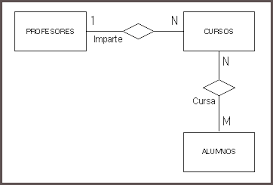 PROFESORES
1
N
CURSOS
Imparte
N
Cursa
M
ALUMNOS